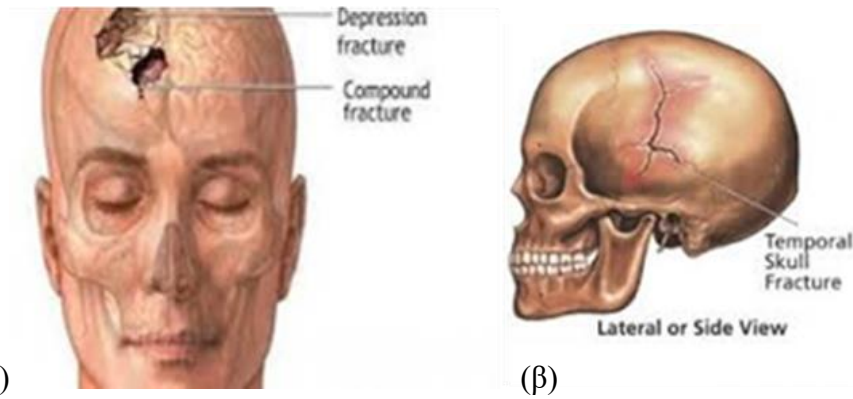 Depression
fracture
Compound
fracture
Temporal
Skull
Fracture
Lateral or Side View
)
(β)